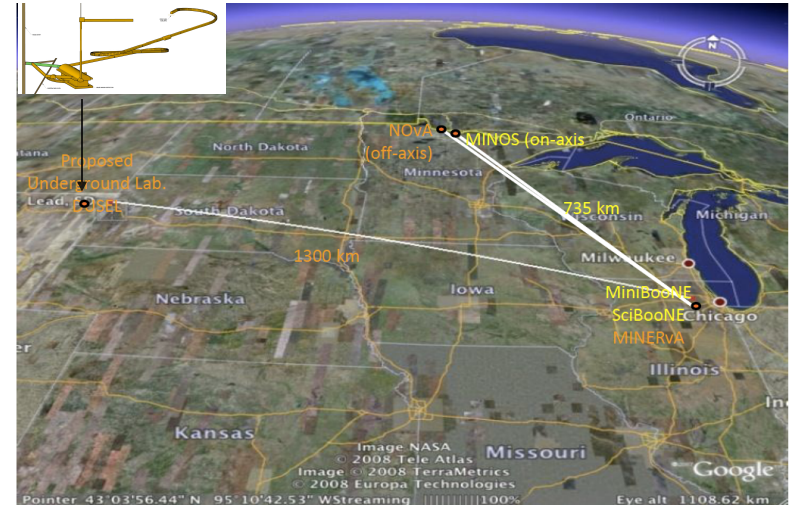 Ontario
NOvA
(off-axis)
MINOS (on-axis
North Dakota
tana
Proposed
Underground Lab.
DUSEL
Minnesota
Lead,
South Dakota
735 km
Wisconsin
Michigan
1300 km
Milwaukee
Nebraska
Iowa
MiniBooNE
SciBooNE
Chicago
MINERvA
er
Illinois
In
Kansas
Missouri
Image NASA
© 2008 Tele Atlas
Image © 2008 TerraMetrics
© 2008 Europa Technologies
Google
Pointer 43°03'56.44" N 95°10'42.53" W Streaming ||||||||| 100% Eye alt 1108.62 km
N